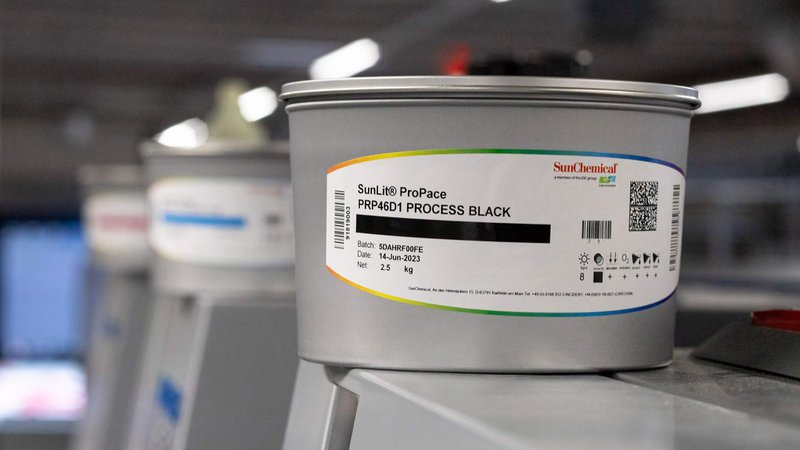 SunChemical
a member of the DIC group
SunLit® ProPace
PRP46D1 PROCESS BLACK
91819603
Batch: 5DAHRF00FE
Date: 14-Jun-2023
Net: 2.5 kg
8